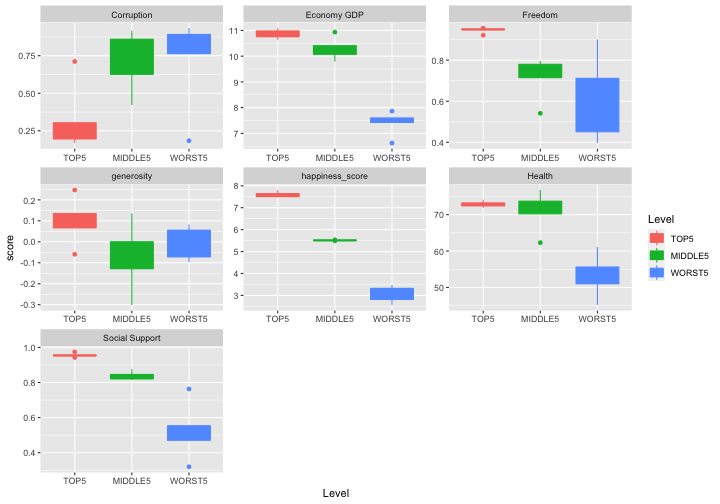 Corruption
Economy GDP
Freedom
0.75
0.50
0.25
11
10
9
8
7
0.8
0.6
0.4
TOP5 MIDDLE5 WORST5
TOP5 MIDDLE5 WORST5
TOP5 MIDDLE5 WORST5
generosity
happiness_score
Health
score
0.2
0.1
0.0
-0.1
-0.2
-0.3
8
7
6
5
4
3
70
60
50
TOP5 MIDDLE5 WORST5
TOP5 MIDDLE5 WORST5
TOP5 MIDDLE5 WORST5
Level
TOP5
MIDDLE5
WORST5
Social Support
1.0
0.8
0.6
0.4
TOP5 MIDDLE5 WORST5
Level